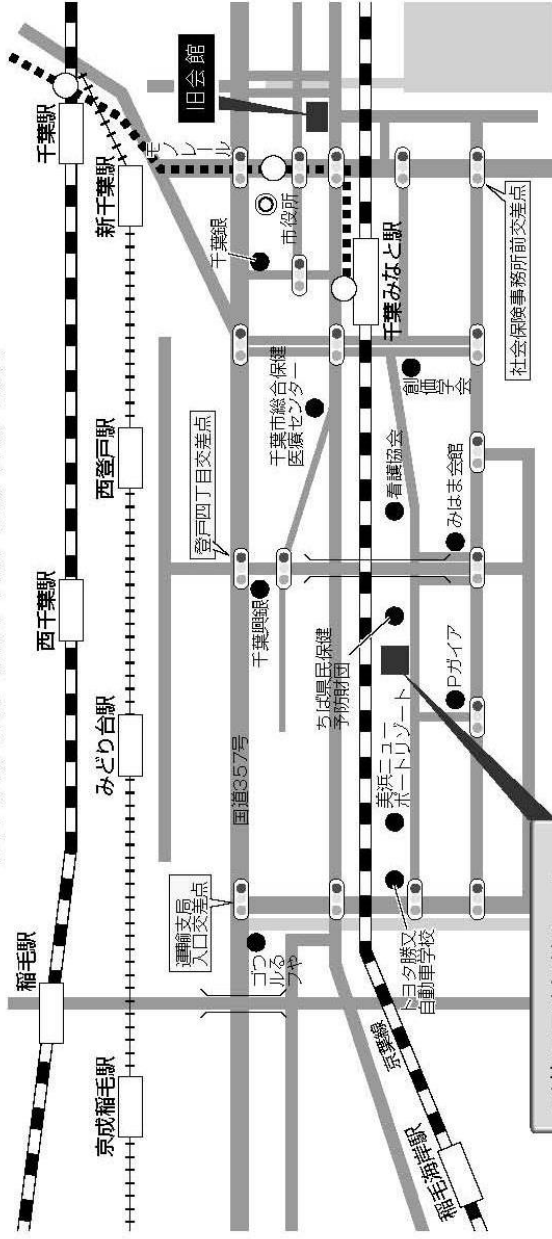 稲毛駅
西千葉駅
千葉駅
京成稲毛駅
みどり台駅
西登戸駅
新千葉駅
モノレール
旧会館
運輸支局
入口交差点
登戸四丁目交差点
国道357号
千葉興銀
千葉銀
市役所
ゴルフ
つるや
千葉市総合保健
医療センター
ちば県民保健
予防財団
千葉みなと駅
京葉線
稲毛海岸駅
トヨタ勝又
自動車学校
美浜ニュー
ポートリゾート
看護協会
創価
学会
Pガイア
みはま会館
社会保険事務所前交差点